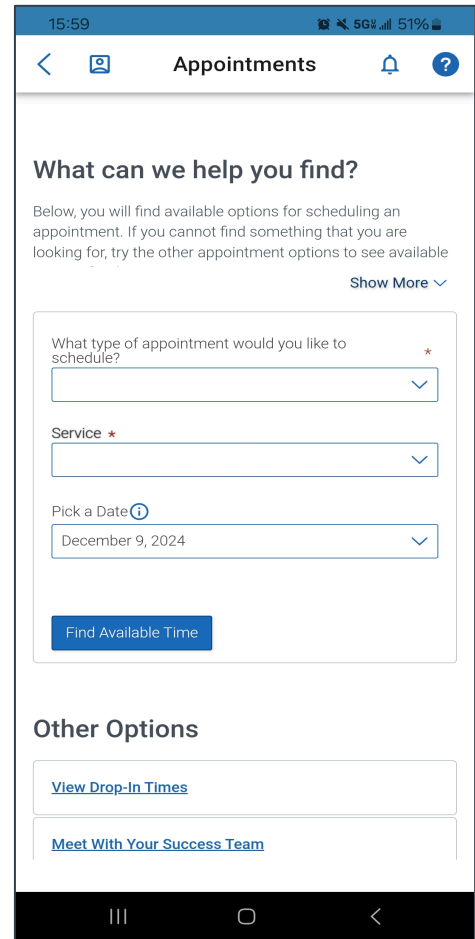 15:59 5G 51%
Appointments ?
What can we help you find?
Below, you will find available options for scheduling an
appointment. If you cannot find something that you are
looking for, try the other appointment options to see available
Show More
What type of appointment would you like to
schedule? *
Service *
Pick a Date i
December 9, 2024
Find Available Time
Other Options
View Drop-In Times
Meet With Your Success Team